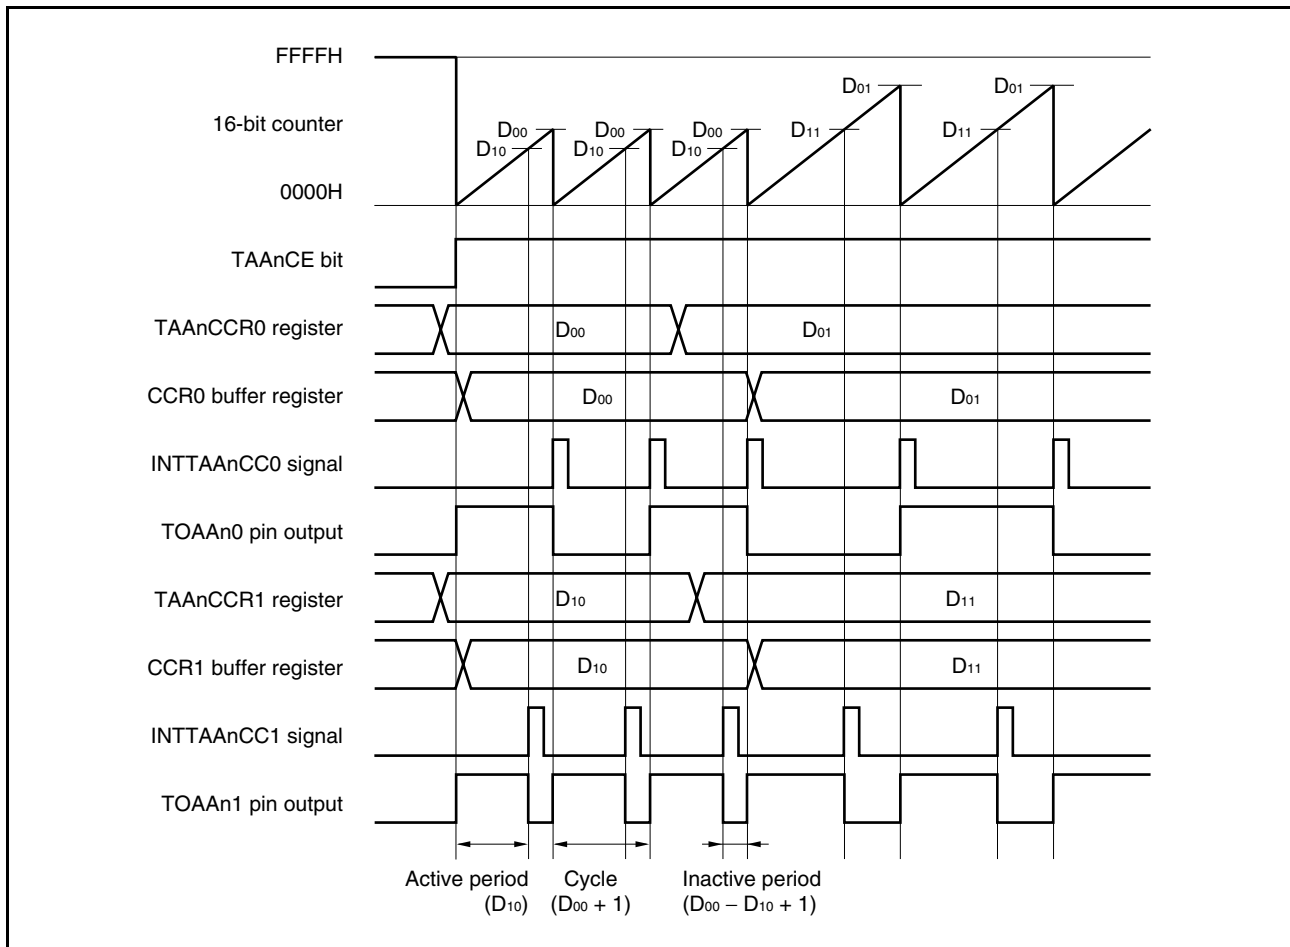 FFFFH
D01 D01
16-bit counter D00 D00 D00 D11 D11
D10 D10 D10
0000H
TAAnCE bit
TAAnCCR0 register D00 D01
CCR0 buffer register D00 D01
INTTAAnCC0 signal
TOAAn0 pin output
TAAnCCR1 register D10 D11
CCR1 buffer register D10 D11
INTTAAnCC1 signal
TOAAn1 pin output
Active period Cycle Inactive period
(D10) (D00 + 1) (D00 − D10 + 1)